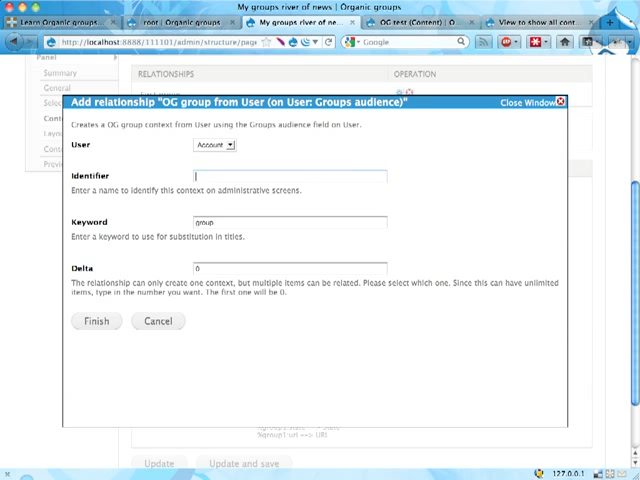 My groups river of news | Organic groups
Learn Organic groups...
root | Organic groups
My groups river of ne...
OG test (Content) | O...
View to show all cont...
http://localhost:8888/111101/admin/structure/page
Google
Panel
Summary
General
RELATIONSHIPS
OPERATION
Add relationship "OG group from User (on User: Groups audience)"
Close Window
Creates a OG group context from User using the Groups audience field on User.
User
Account
Identifier
Enter a name to identify this context on administrative screens.
Keyword
group
Enter a keyword to use for substitution in titles.
Delta
0
The relationship can only create one context, but multiple items can be related. Please select which one. Since this can have unlimited
items, type in the number you want. The first one will be 0.
Finish
Cancel
%group1:url ==> URL
Update
Update and save
127.0.0.1